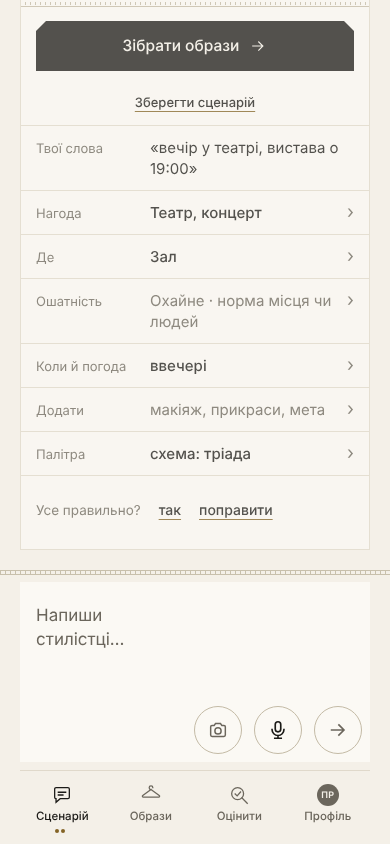 Зібрати образи →
Зберегти сценарій
Твої слова «вечір у театрі, вистава о
19:00»
Нагода Театр, концерт
Де Зал
Ошатність Охайне · норма місця чи
людей
Коли й погода ввечері
Додати макіяж, прикраси, мета
Палітра схема: тріада
Усе правильно? так поправити
Напиши
стилістці...
Сценарій Образи Оцінити ПР Профіль